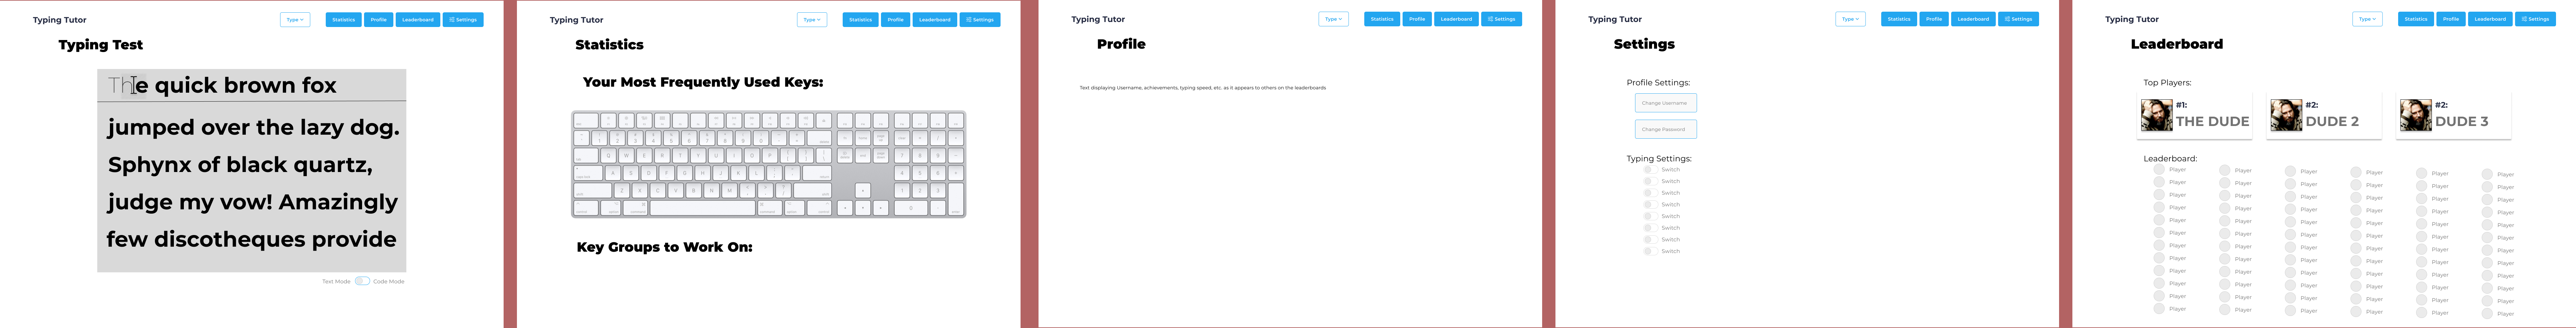 Typing Tutor
Type
Statistics
Profile
Leaderboard
Settings
Typing Test
The quick brown fox
jumped over the lazy dog.
Sphynx of black quartz,
judge my vow! Amazingly
few discotheques provide
Text Mode
Code Mode
Typing Tutor
Type
Statistics
Profile
Leaderboard
Settings
Statistics
Your Most Frequently Used Keys:
Q W E R T Y U I O P
A S D F G H J K L
Z X C V B N M
Key Groups to Work On:
Typing Tutor
Type
Statistics
Profile
Leaderboard
Settings
Profile
Text displaying Username, achievements, typing speed, etc. as it appears to others on the leaderboards
Typing Tutor
Type
Statistics
Profile
Leaderboard
Settings
Settings
Profile Settings:
Change Username
Change Password
Typing Settings:
Switch
Switch
Switch
Switch
Switch
Switch
Switch
Switch
Typing Tutor
Type
Statistics
Profile
Leaderboard
Settings
Leaderboard
Top Players:
#1:
THE DUDE
#2:
DUDE 2
#2:
DUDE 3
Leaderboard:
Player Player Player Player Player Player
Player Player Player Player Player Player
Player Player Player Player Player Player
Player Player Player Player Player Player
Player Player Player Player Player Player
Player Player Player Player Player Player
Player Player Player Player Player Player
Player Player Player Player Player Player
Player Player Player Player Player Player
Player Player Player Player Player Player
Player Player Player Player Player Player
Player Player Player Player Player Player